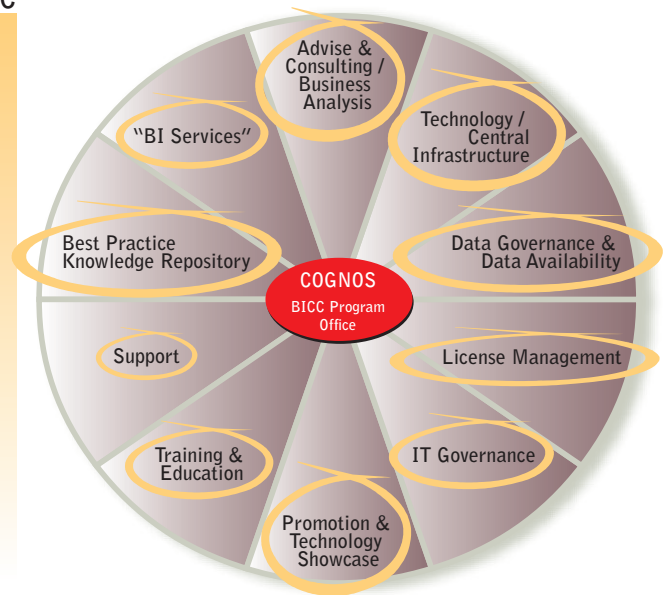 C
Advise &
Consulting /
Business
Analysis
Technology /
Central
Infrastructure
Data Governance &
Data Availability
License Management
IT Governance
Promotion &
Technology
Showcase
Training &
Education
Support
Best Practice
Knowledge Repository
"BI Services"
COGNOS
BICC Program
Office